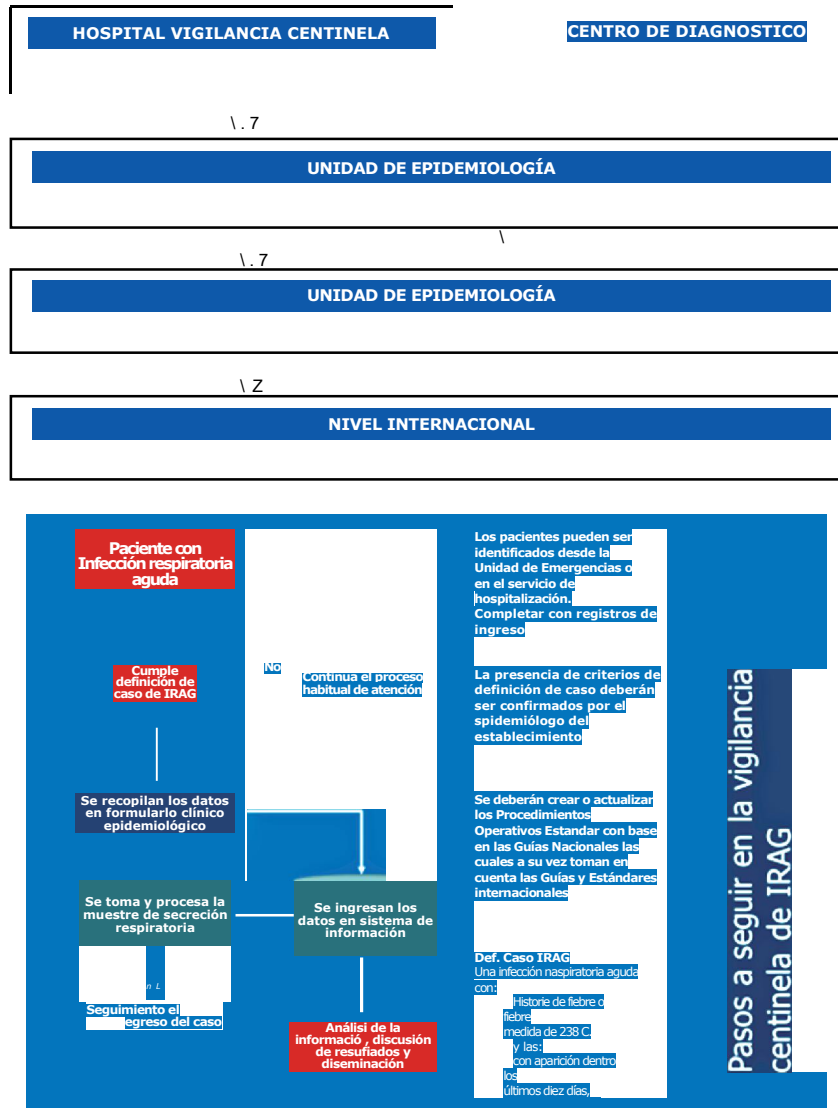 HOSPITAL VIGILANCIA CENTINELA
CENTRO DE DIAGNOSTICO
\ . 7
UNIDAD DE EPIDEMIOLOGÍA
\
\ . 7
UNIDAD DE EPIDEMIOLOGÍA
\ Z
NIVEL INTERNACIONAL
Paciente con
Infección respiratoria
aguda
Cumple
definición de
caso de IRAG
No
Continua el proceso
habitual de atención
Se recopilan los datos
en formularlo clínico
epidemiológico
Se toma y procesa la
muestre de secreción
respiratoria
Se ingresan los
datos en sistema de
información
n L
Seguimiento el
egreso del caso
Análisi de la
informació , discusión
de resufiados y
diseminación
Los pacientes pueden ser
identificados desde la
Unidad de Emergencias o
en el servicio de
hospitalización.
Completar con registros de
ingreso
La presencia de criterios de
definición de caso deberán
ser confirmados por el
spidemiólogo del
establecimiento
Se deberán crear o actualizar
los Procedimientos
Operativos Estandar con base
en las Guías Nacionales las
cuales a su vez toman en
cuenta las Guías y Estándares
internacionales
Def. Caso IRAG
Una infección naspiratoria aguda
con:
Historie de fiebre o
fiebre
medida de 238 C.
y las:
con aparición dentro
los
últimos diez días,
Pasos a seguir en la vigilancia
centinela de IRAG